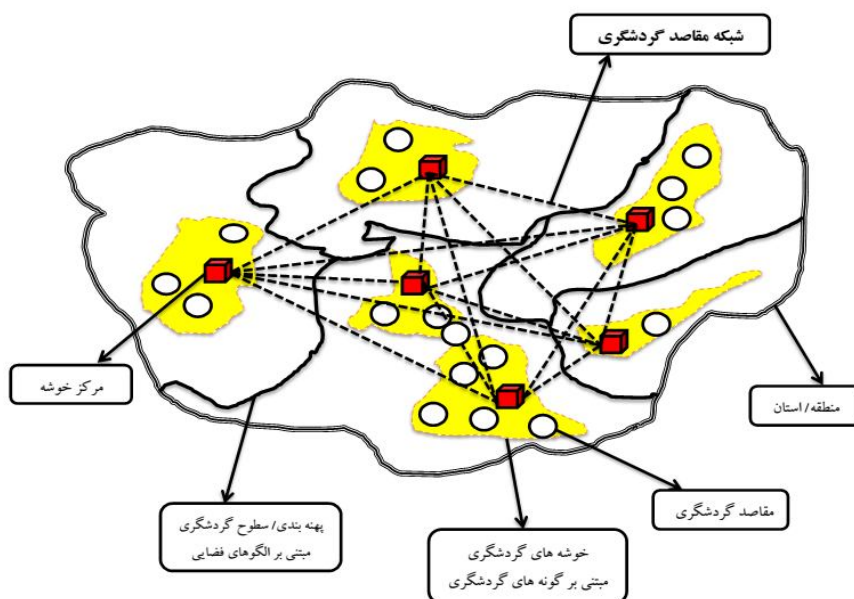 شبکه مقاصد گردشگری
مرکز خوشه
منطقه/ استان
پهنه بندی/ سطوح گردشگری
مبتنی بر الگوهای فضایی
خوشه های گردشگری
مبتنی بر گونه های گردشگری
مقاصد گردشگری